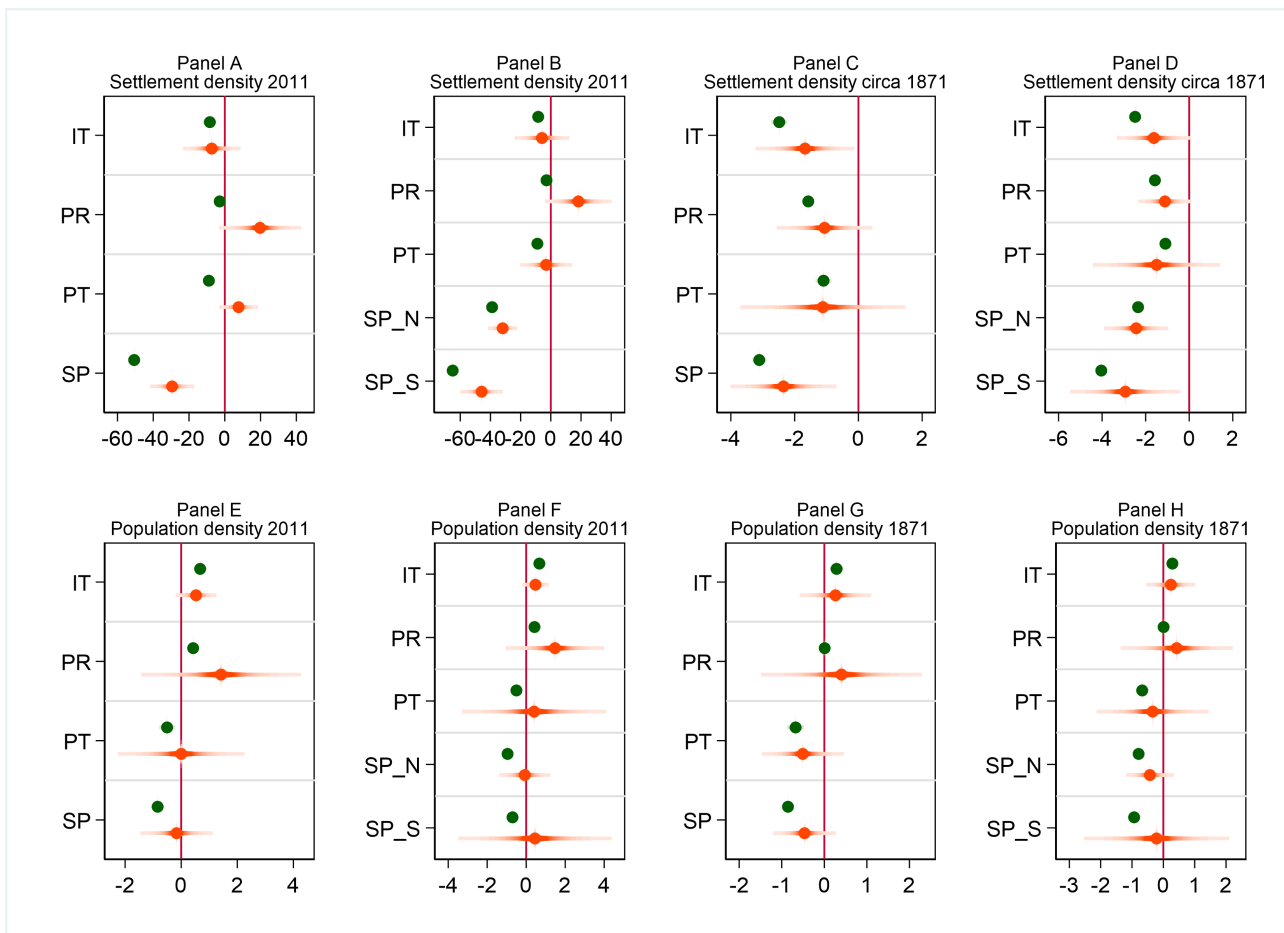 Panel A
Settlement density 2011
IT
PR
PT
SP
-60 -40 -20 0 20 40
Panel B
Settlement density 2011
IT
PR
PT
SP_N
SP_S
-60 -40 -20 0 20 40
Panel C
Settlement density circa 1871
IT
PR
PT
SP
-4 -2 0 2
Panel D
Settlement density circa 1871
IT
PR
PT
SP_N
SP_S
-6 -4 -2 0 2
Panel E
Population density 2011
IT
PR
PT
SP
-2 0 2 4
Panel F
Population density 2011
IT
PR
PT
SP_N
SP_S
-4 -2 0 2 4
Panel G
Population density 1871
IT
PR
PT
SP
-2 -1 0 1 2
Panel H
Population density 1871
IT
PR
PT
SP_N
SP_S
-3 -2 -1 0 1 2